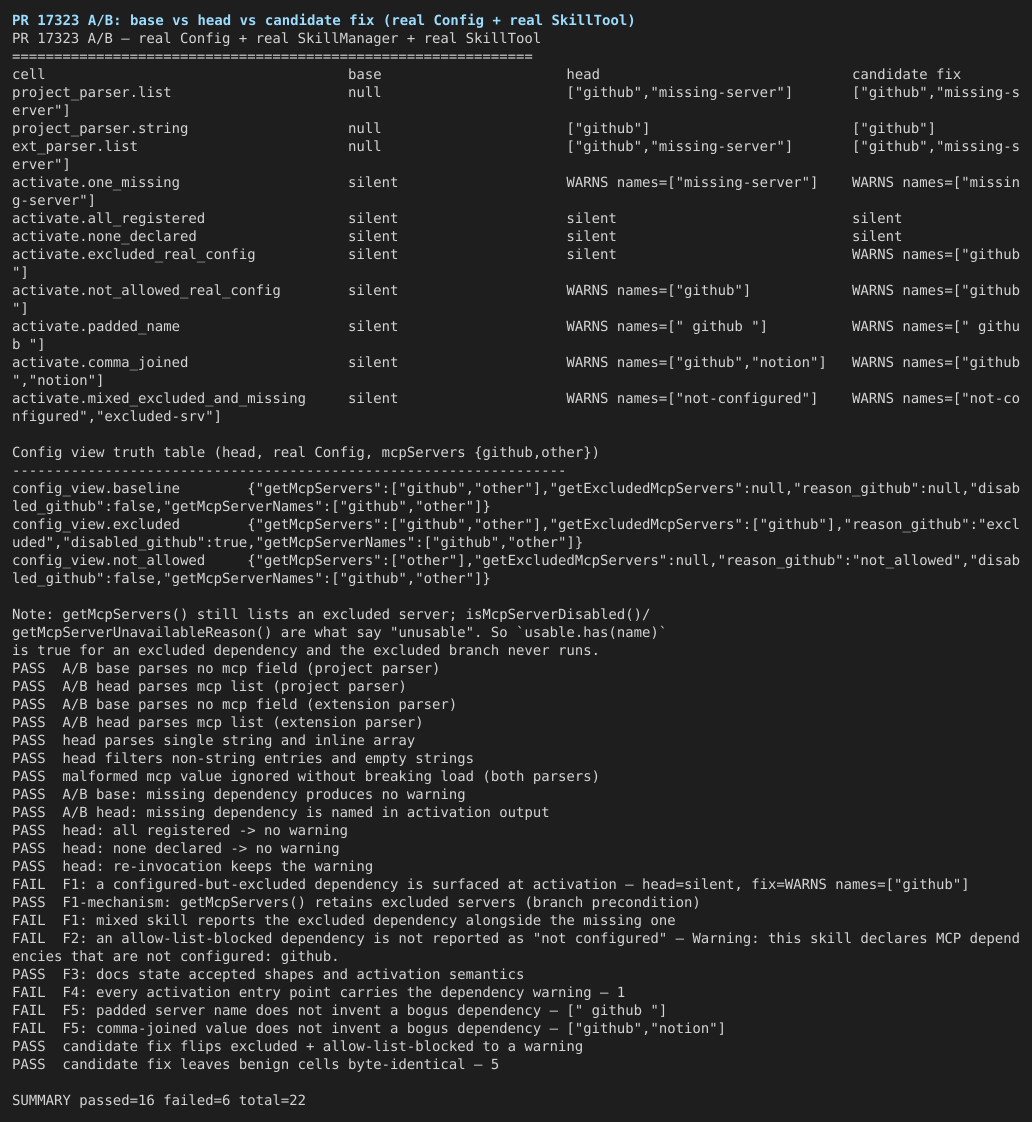 PR 17323 A/B: base vs head vs candidate fix (real Config + real SkillTool)
PR 17323 A/B — real Config + real SkillManager + real SkillTool
==============================================================
cell                                    base                      head                              candidate fix
project_parser.list                     null                      ["github","missing-server"]       ["github","missing-s
erver"]
project_parser.string                   null                      ["github"]                        ["github"]
ext_parser.list                         null                      ["github","missing-server"]       ["github","missing-s
erver"]
activate.one_missing                    silent                    WARNS names=["missing-server"]    WARNS names=["missin
g-server"]
activate.all_registered                 silent                    silent                            silent
activate.none_declared                  silent                    silent                            silent
activate.excluded_real_config           silent                    silent                            WARNS names=["github
"]
activate.not_allowed_real_config        silent                    WARNS names=["github"]            WARNS names=["github
"]
activate.padded_name                    silent                    WARNS names=[" github "]          WARNS names=[" githu
b "]
activate.comma_joined                   silent                    WARNS names=["github","notion"]   WARNS names=["github
","notion"]
activate.mixed_excluded_and_missing     silent                    WARNS names=["not-configured"]    WARNS names=["not-co
nfigured","excluded-srv"]
Config view truth table (head, real Config, mcpServers {github,other})
------------------------------------------------------------------
config_view.baseline        {"getMcpServers":["github","other"],"getExcludedMcpServers":null,"reason_github":null,"disab
led_github":false,"getMcpServerNames":["github","other"]}
config_view.excluded        {"getMcpServers":["github","other"],"getExcludedMcpServers":["github"],"reason_github":"excl
uded","disabled_github":true,"getMcpServerNames":["github","other"]}
config_view.not_allowed     {"getMcpServers":["other"],"getExcludedMcpServers":null,"reason_github":"not_allowed","disab
led_github":false,"getMcpServerNames":["github","other"]}
Note: getMcpServers() still lists an excluded server; isMcpServerDisabled()/
getMcpServerUnavailableReason() are what say "unusable". So `usable.has(name)`
is true for an excluded dependency and the excluded branch never runs.
PASS  A/B base parses no mcp field (project parser)
PASS  A/B head parses mcp list (project parser)
PASS  A/B base parses no mcp field (extension parser)
PASS  A/B head parses mcp list (extension parser)
PASS  head parses single string and inline array
PASS  head filters non-string entries and empty strings
PASS  malformed mcp value ignored without breaking load (both parsers)
PASS  A/B base: missing dependency produces no warning
PASS  A/B head: missing dependency is named in activation output
PASS  head: all registered -> no warning
PASS  head: none declared -> no warning
PASS  head: re-invocation keeps the warning
FAIL  F1: a configured-but-excluded dependency is surfaced at activation — head=silent, fix=WARNS names=["github"]
PASS  F1-mechanism: getMcpServers() retains excluded servers (branch precondition)
FAIL  F1: mixed skill reports the excluded dependency alongside the missing one
FAIL  F2: an allow-list-blocked dependency is not reported as "not configured" — Warning: this skill declares MCP depend
encies that are not configured: github.
PASS  F3: docs state accepted shapes and activation semantics
FAIL  F4: every activation entry point carries the dependency warning — 1
FAIL  F5: padded server name does not invent a bogus dependency — [" github "]
FAIL  F5: comma-joined value does not invent a bogus dependency — ["github","notion"]
PASS  candidate fix flips excluded + allow-list-blocked to a warning
PASS  candidate fix leaves benign cells byte-identical — 5
SUMMARY passed=16 failed=6 total=22